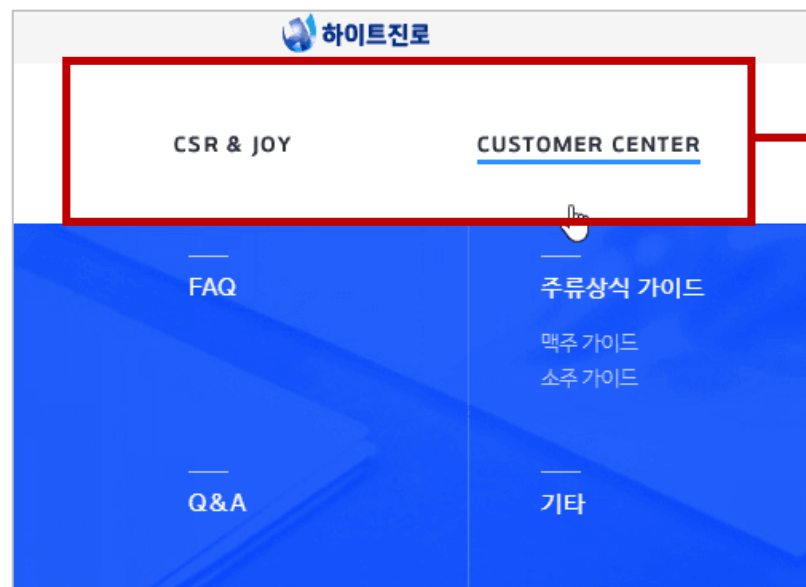 하이트진로
CSR & JOY
CUSTOMER CENTER
FAQ
주류상식 가이드
맥주 가이드
소주 가이드
Q&A
기타